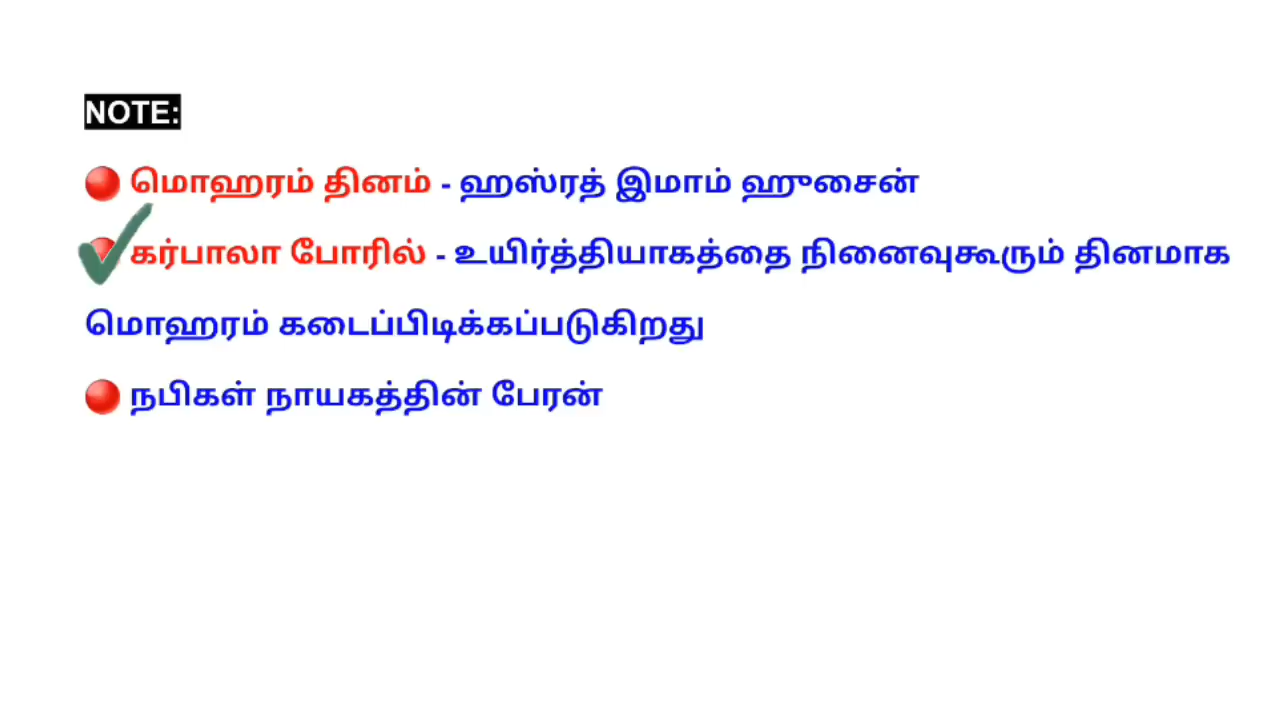 NOTE:
மொஹரம் தினம் - ஹஸ்ரத் இமாம் ஹுசைன்
கர்பாலா போரில் - உயிர்த்தியாகத்தை நினைவுகூரும் தினமாக
மொஹரம் கடைப்பிடிக்கப்படுகிறது
நபிகள் நாயகத்தின் பேரன்